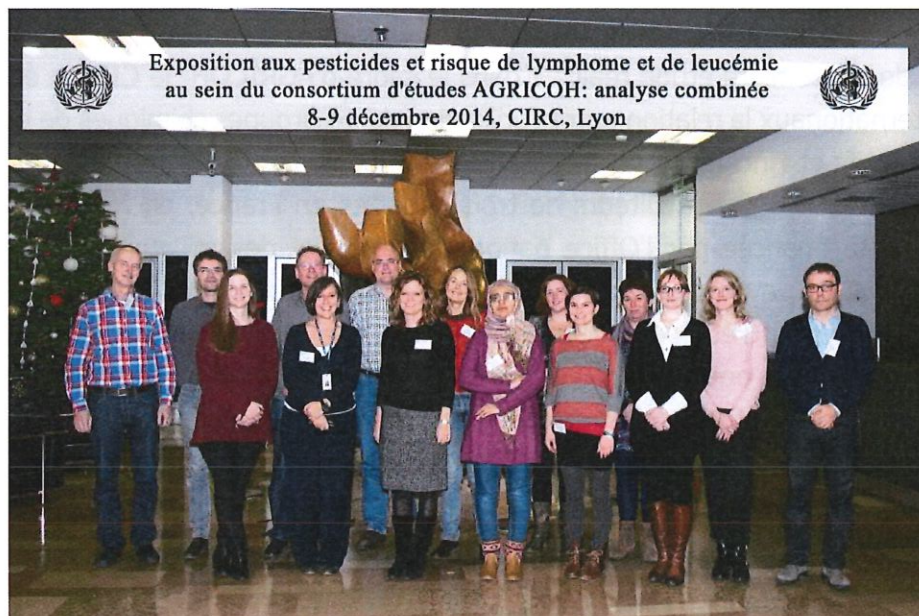 Exposition aux pesticides et risque de lymphome et de leucémie
au sein du consortium d'études AGRICOH: analyse combinée
8-9 décembre 2014, CIRC, Lyon